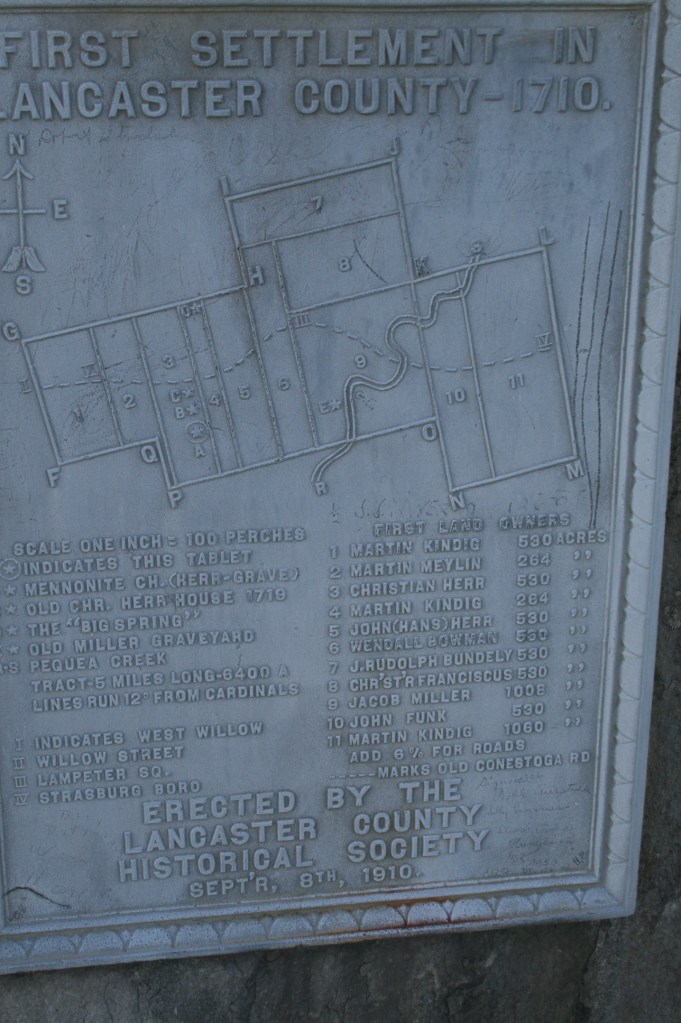 FIRST SETTLEMENT IN
LANCASTER COUNTY-1710.
N
E
S
J
I
7
L
8
K
S
H
G
D*
III
I
V
3
9
IV
2
C*
B*
4
5
6
E*
10
11
A
Q
O
F
P
R
N
M
SCALE ONE INCH = 100 PERCHES
INDICATES THIS TABLET
* MENNONITE CH. (HERR-GRAVE)
* OLD CHR. HERR HOUSE 1719
* THE "BIG SPRING"
* OLD MILLER GRAVEYARD
R-S PEQUEA CREEK
TRACT-5 MILES LONG-6400 A
LINES RUN 12° FROM CARDINALS
I INDICATES WEST WILLOW
II WILLOW STREET
III LAMPETER SQ.
IV STRASBURG BORO
FIRST LAND OWNERS
1 MARTIN KINDIG 530 ACRES
2 MARTIN MEYLIN 264 ,,
3 CHRISTIAN HERR 530 ,,
4 MARTIN KINDIG 264 ,,
5 JOHN (HANS) HERR 530 ,,
6 WENDALL BOWMAN 530 ,,
7 J. RUDOLPH BUNDELY 530 ,,
8 CHR'ST'R FRANCISCUS 530 ,,
9 JACOB MILLER 1008 ,,
10 JOHN FUNK 530 ,,
11 MARTIN KINDIG 1060 ,,
ADD 6% FOR ROADS
-----MARKS OLD CONESTOGA RD
ERECTED BY THE
LANCASTER COUNTY
HISTORICAL SOCIETY
SEPT'R, 8TH, 1910.